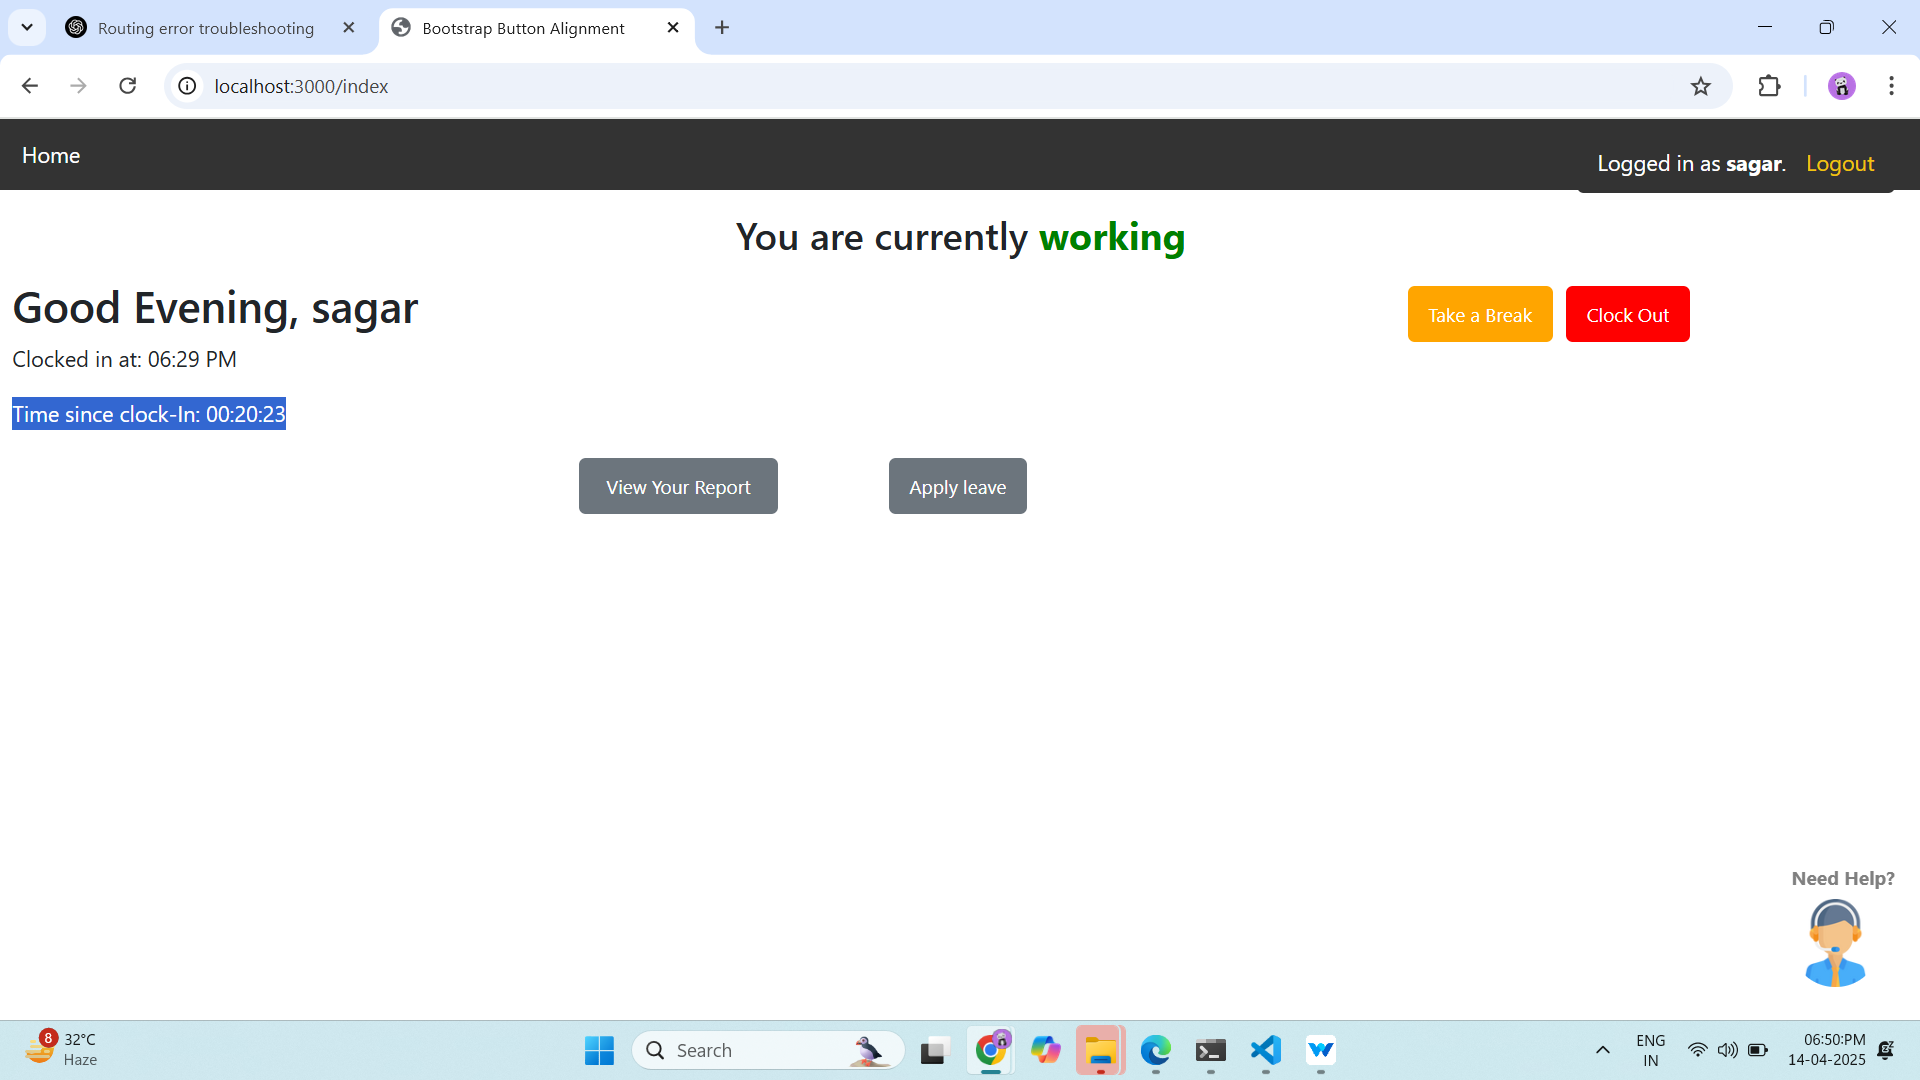 Routing error troubleshooting
Bootstrap Button Alignment
localhost:3000/index
Home
Logged in as sagar. Logout
You are currently working
Good Evening, sagar
Take a Break
Clock Out
Clocked in at: 06:29 PM
Time since clock-In: 00:20:23
View Your Report
Apply leave
Need Help?
8
32°C
Haze
Search
ENG
IN
06:50:PM
14-04-2025